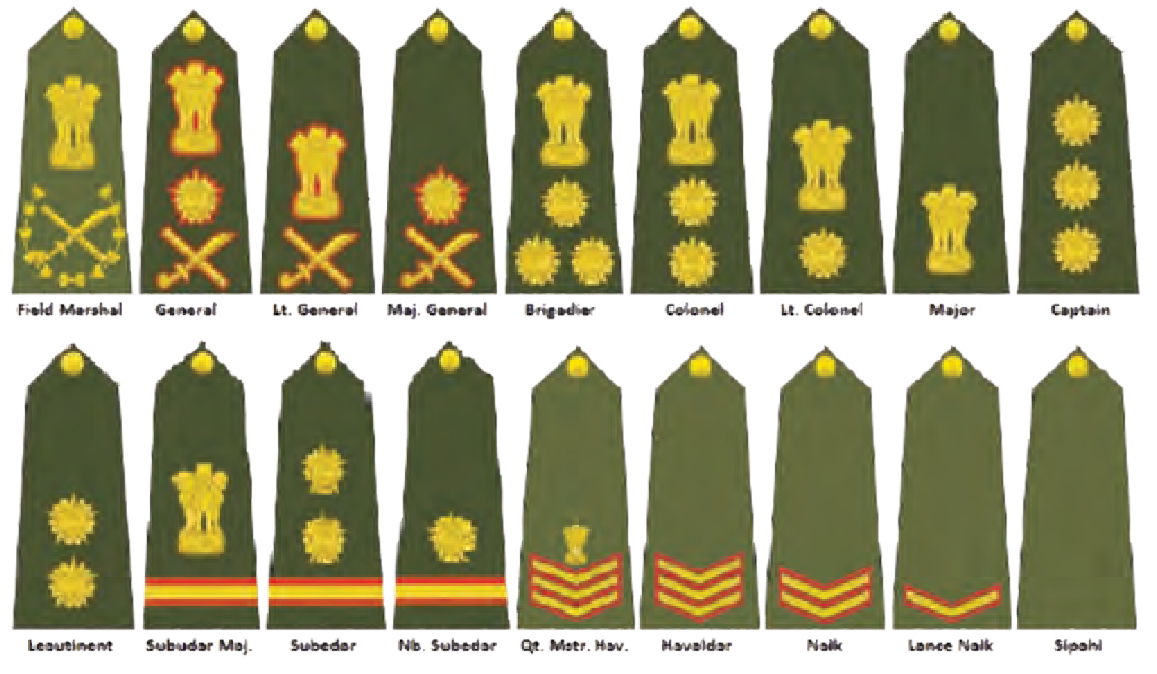 Field Marshal General Lt. General Maj. General Brigadier Colonel Lt. Colonel Major Captain
Leoutinent Subudar Maj. Subedar Nb. Subedar Qt. Mstr. Hav. Havaldar Naik Lance Naik Sipahi